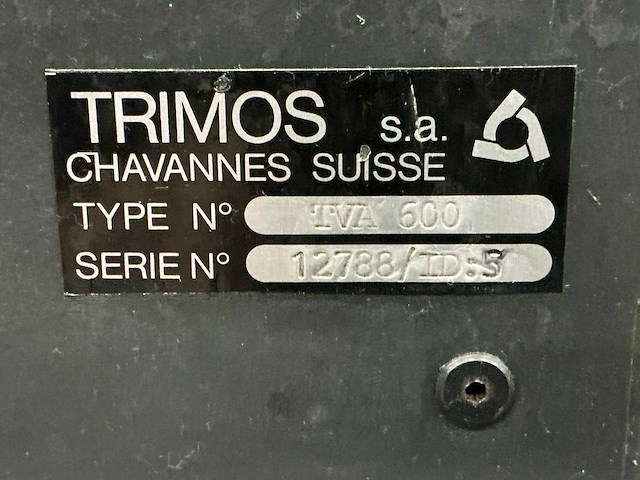 TRIMOS s.a.
CHAVANNES SUISSE
TYPE N° TVA 600
SERIE N° 12788/ID:5